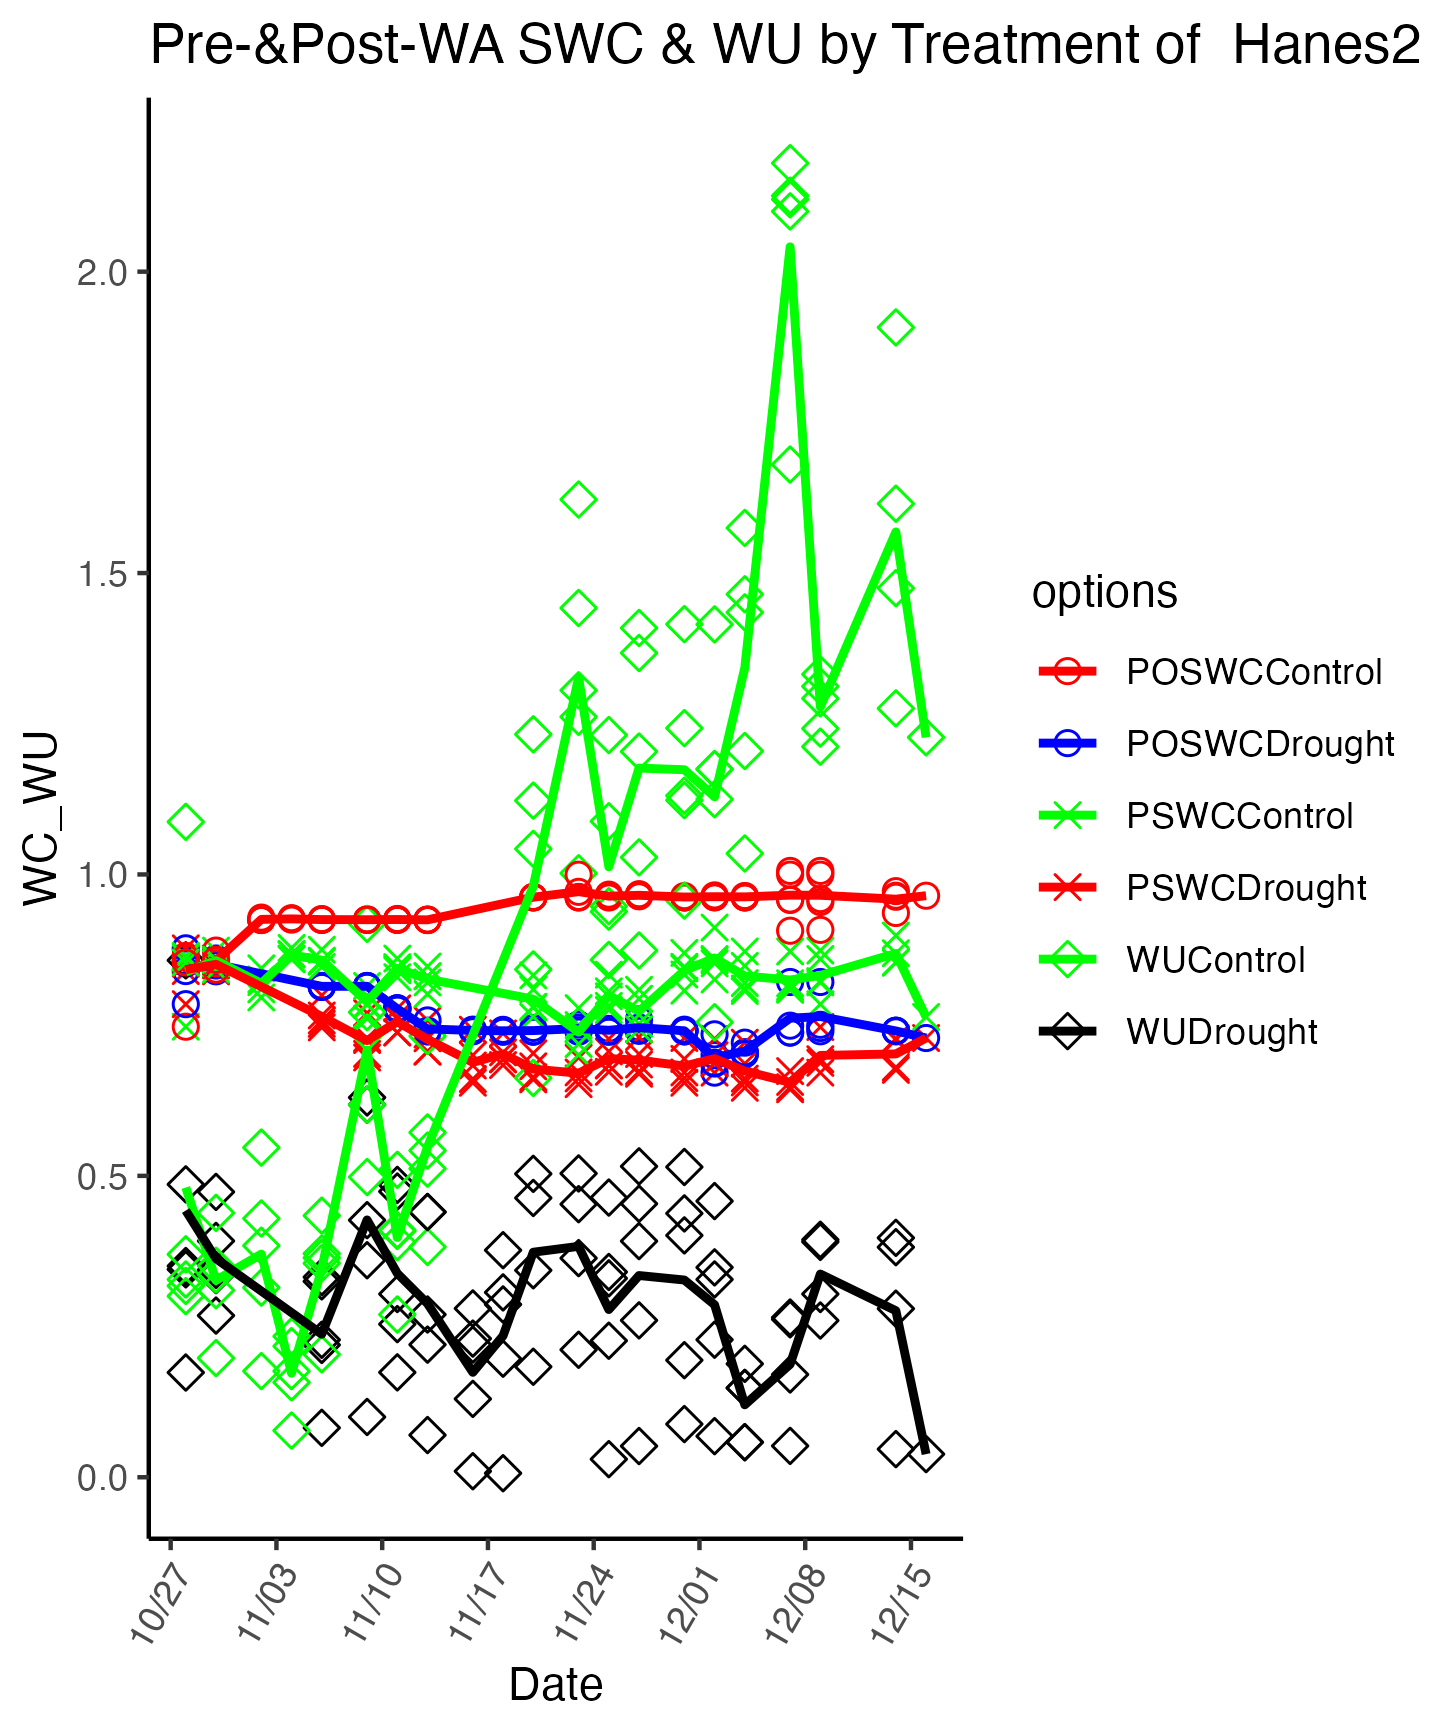 Pre-&Post-WA SWC & WU by Treatment of  Hanes2
WC_WU
2.0
1.5
1.0
0.5
0.0
10/27
11/03
11/10
11/17
11/24
12/01
12/08
12/15
Date
options
POSWCControl
POSWCDrought
PSWCControl
PSWCDrought
WUControl
WUDrought